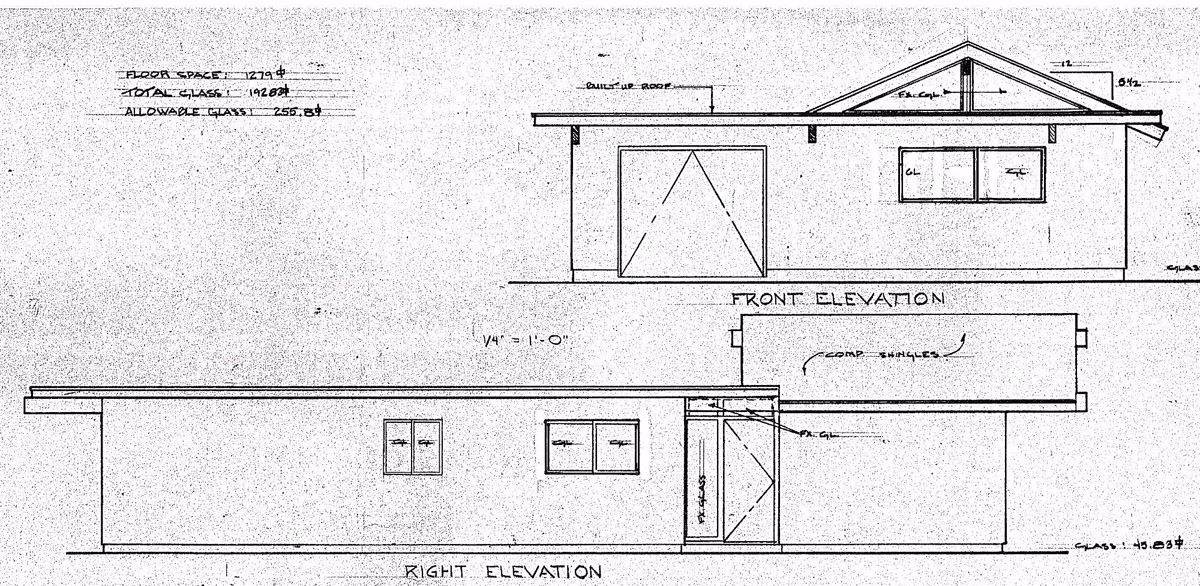 FLOOR SPACE: 1279⏍
TOTAL GLASS: 192.83⏍
ALLOWABLE GLASS: 255.8⏍
BUILT UP ROOF
12
5½
FX. GL.
GL
GL.
GLASS
FRONT ELEVATION
1/4" = 1'-0"
COMP SHINGLES
GL GL
GL GL
FX. GL
FX. GLASS
GLASS: 45.83⏍
RIGHT ELEVATION